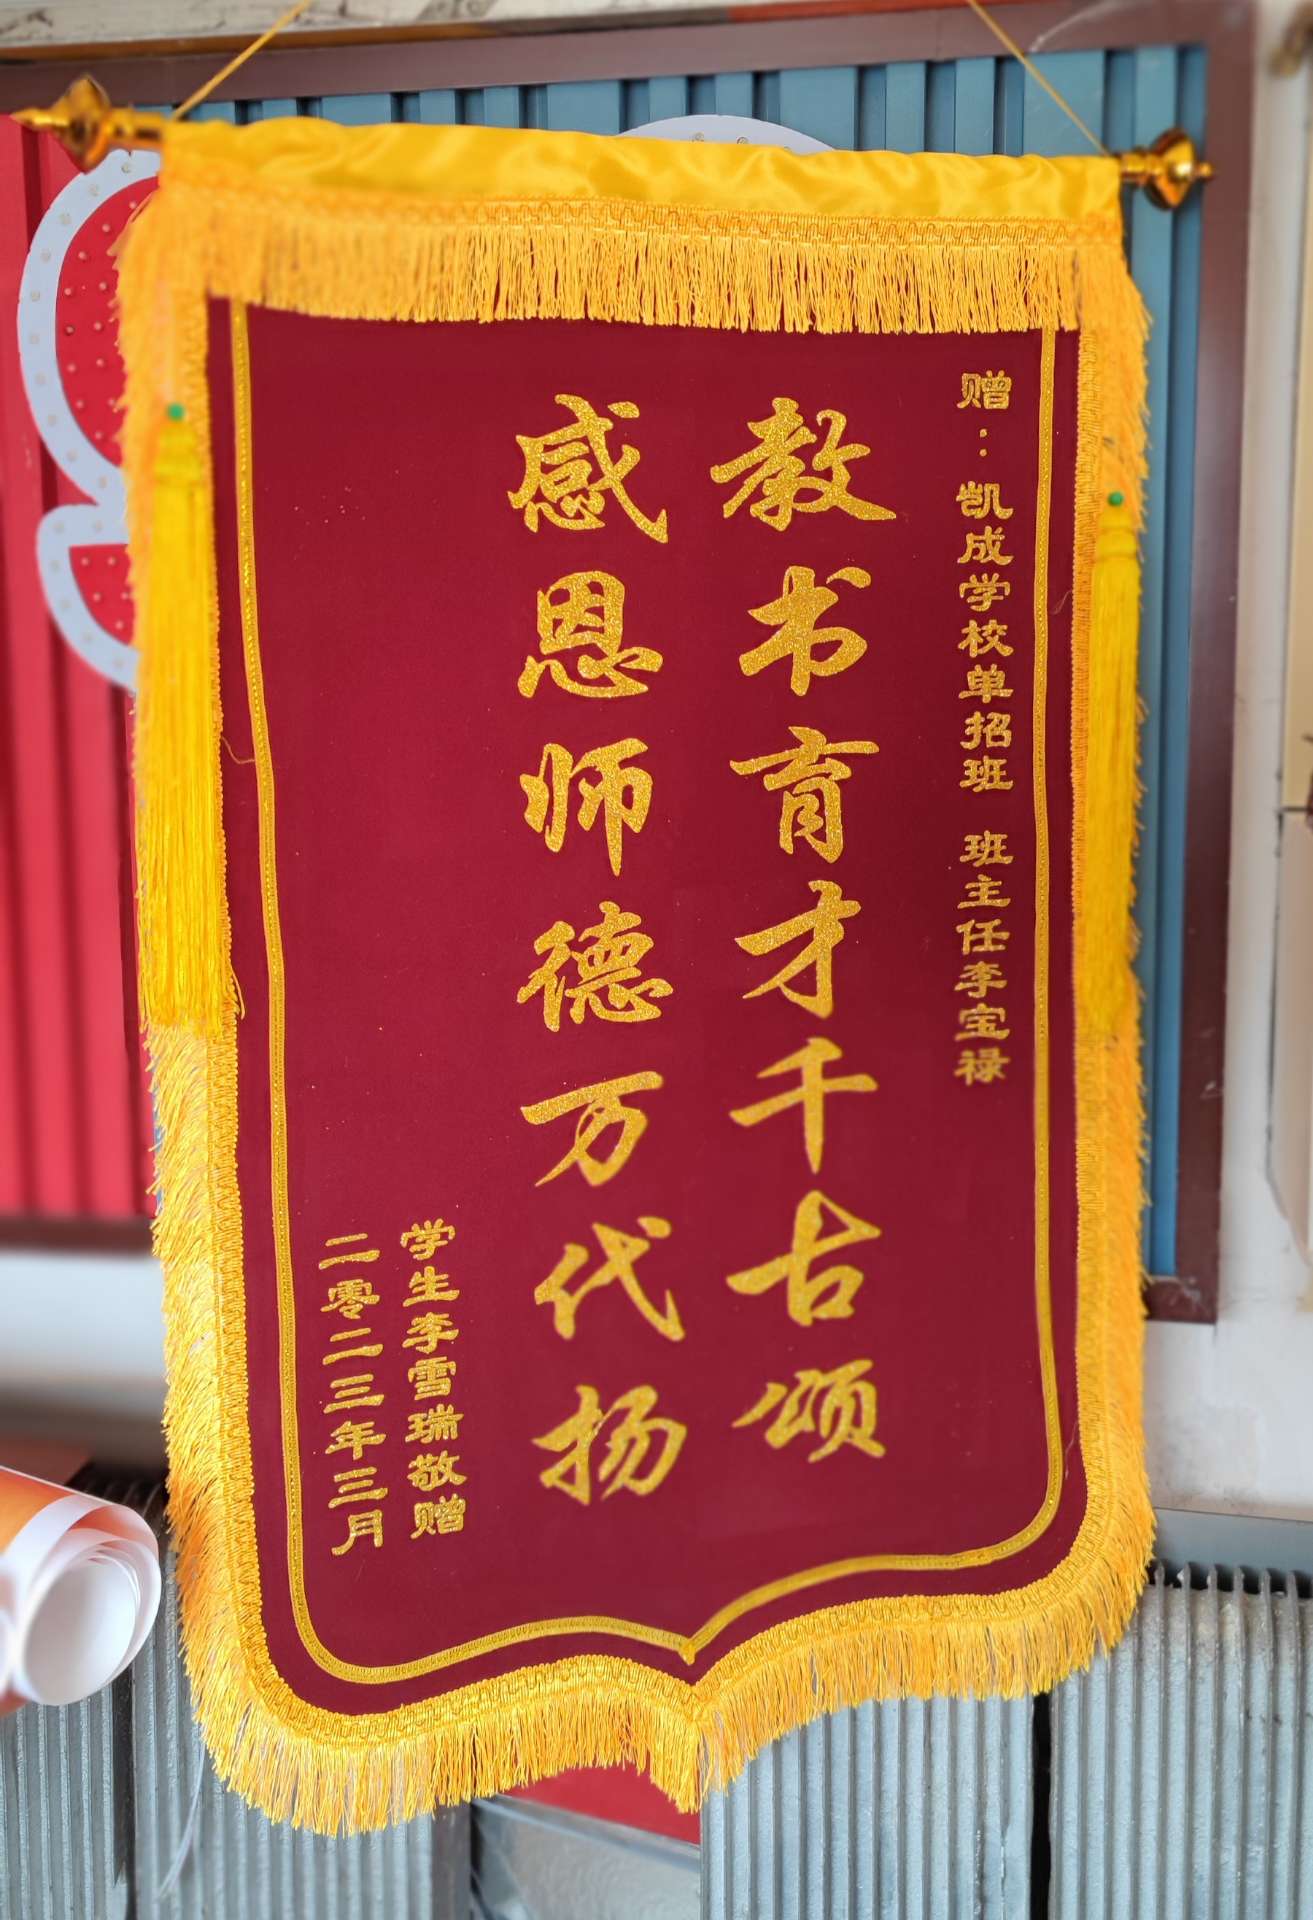 赠：凯成学校单招班 班主任李宝禄
教书育才千古颂
感恩师德万代扬
学生李雪瑞敬赠
二零二三年三月